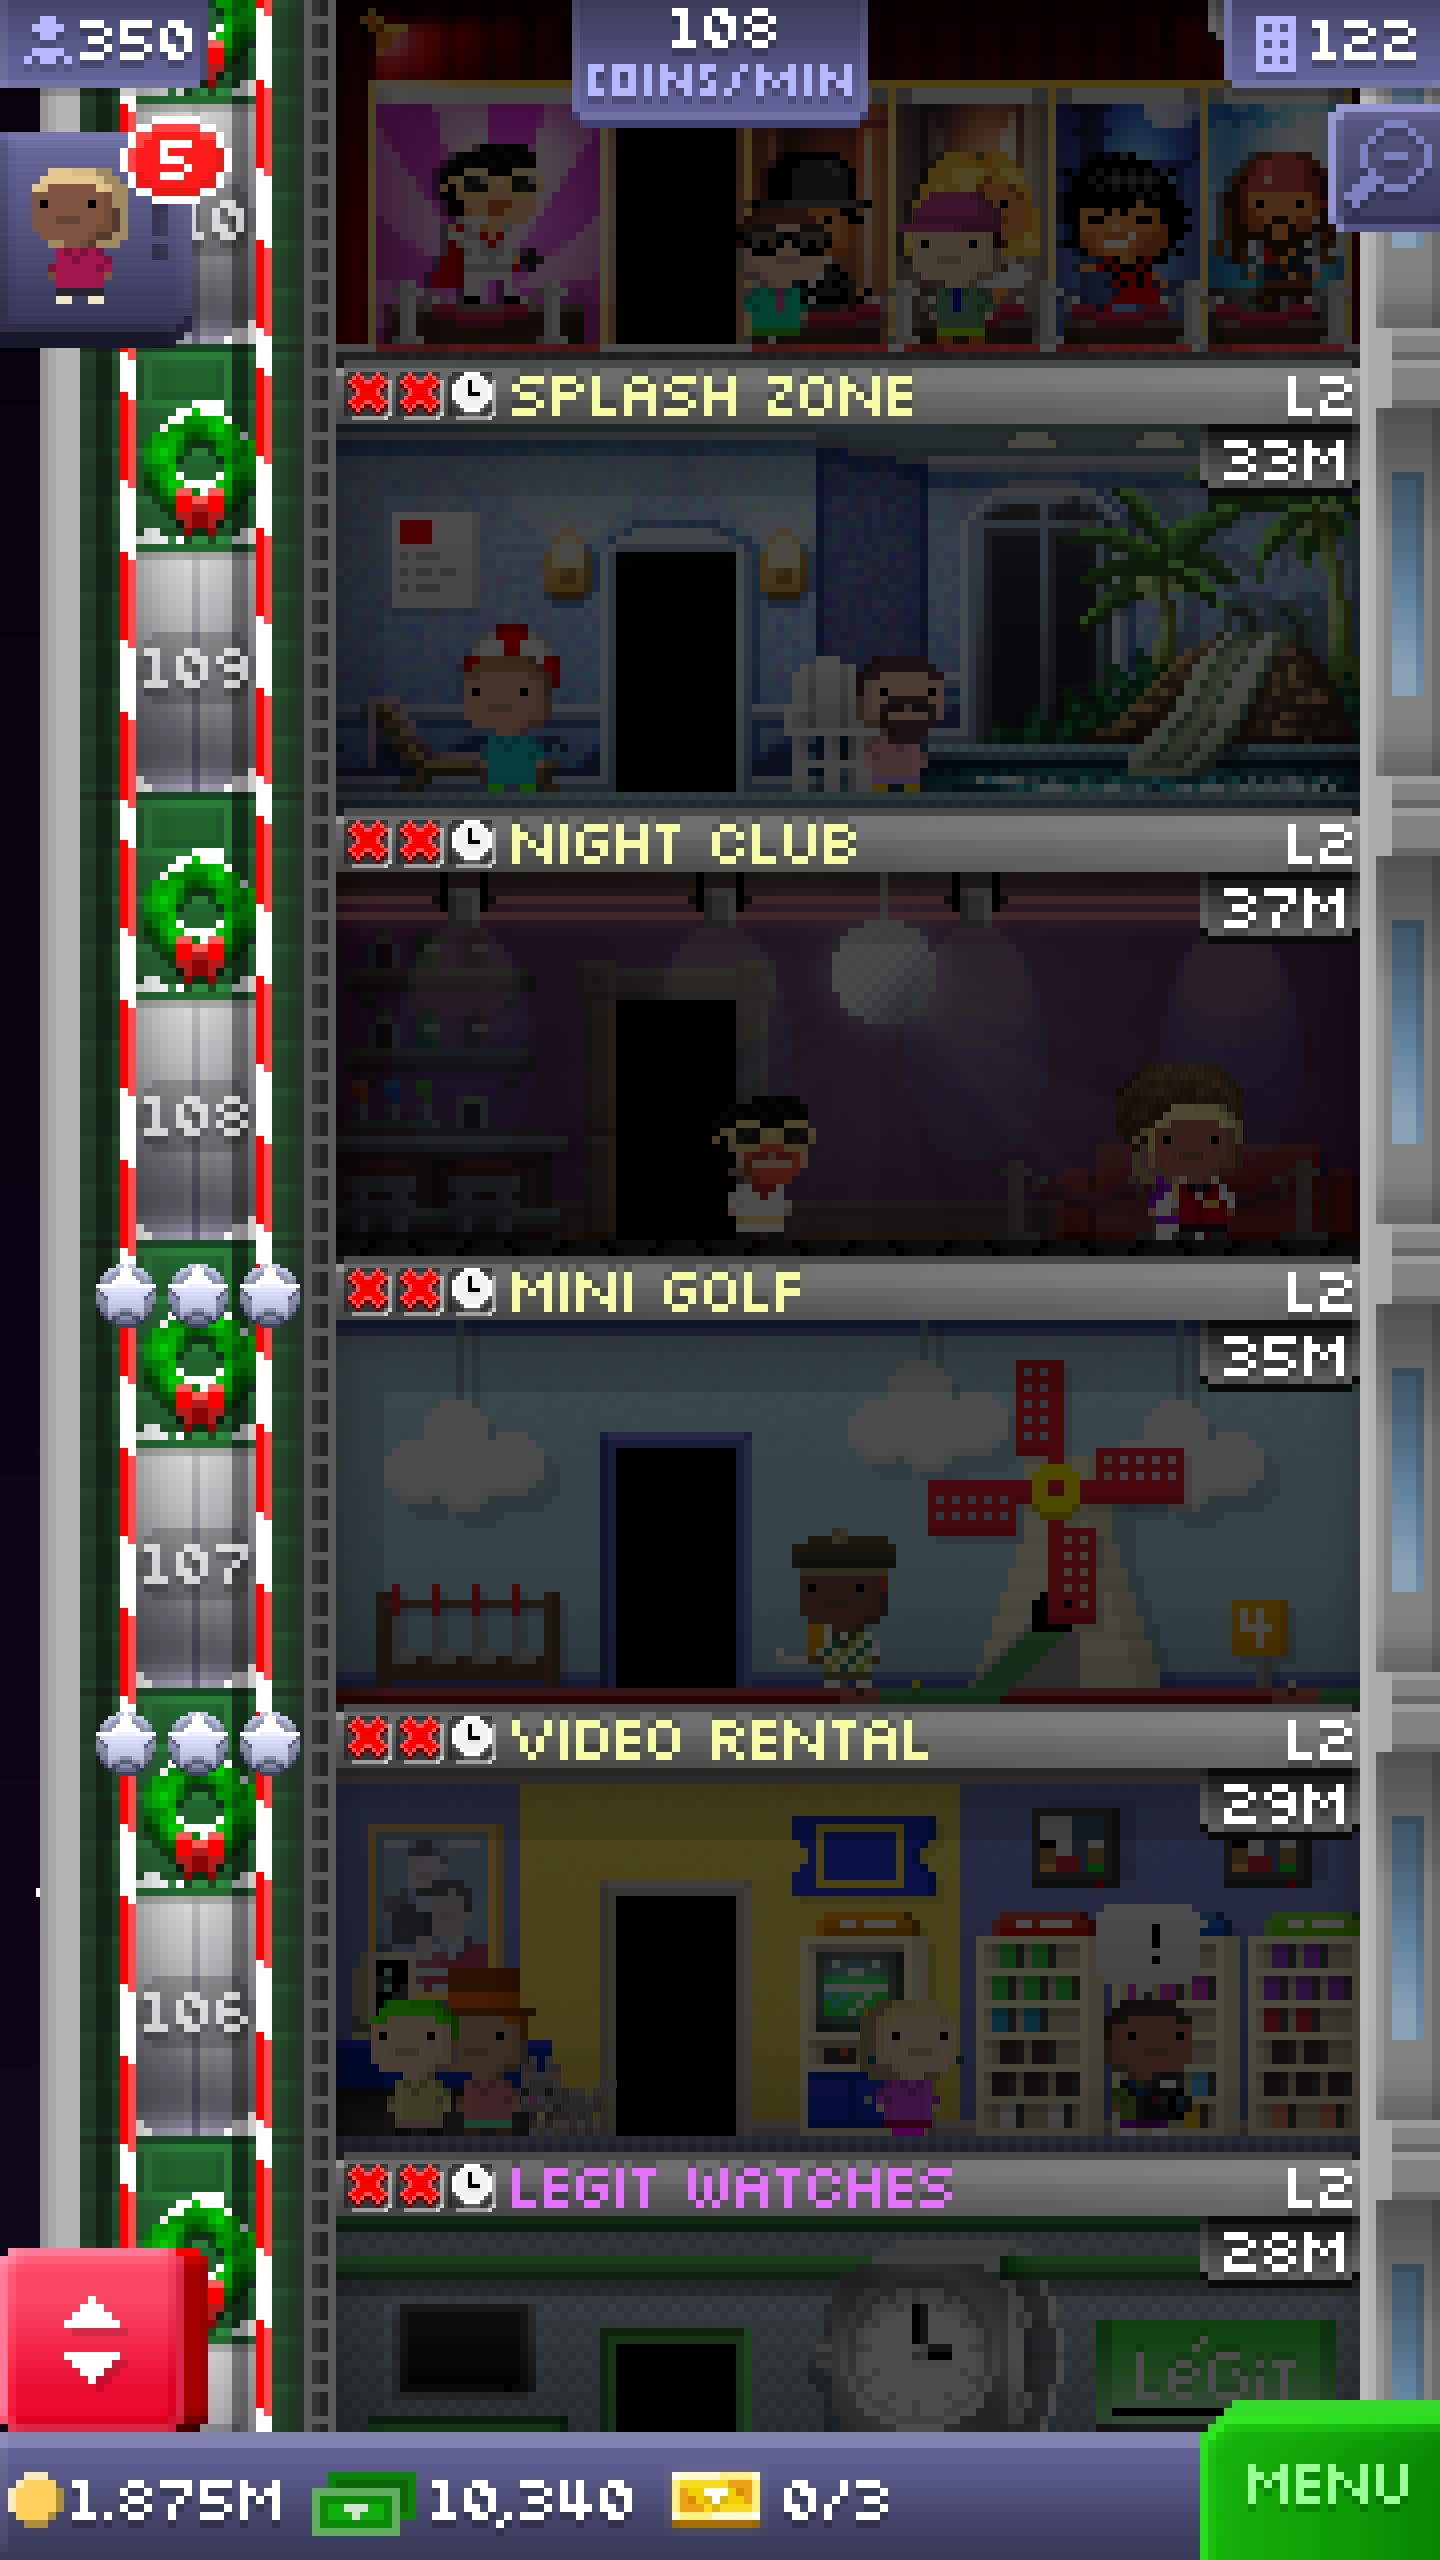 350
108
COINS/MIN
122
5
10
SPLASH ZONE
L2
33M
109
NIGHT CLUB
L2
37M
108
MINI GOLF
L2
35M
107
4
VIDEO RENTAL
L2
29M
!
106
LEGIT WATCHES
L2
28M
LéGiT
1.875M
10,340
0/3
MENU